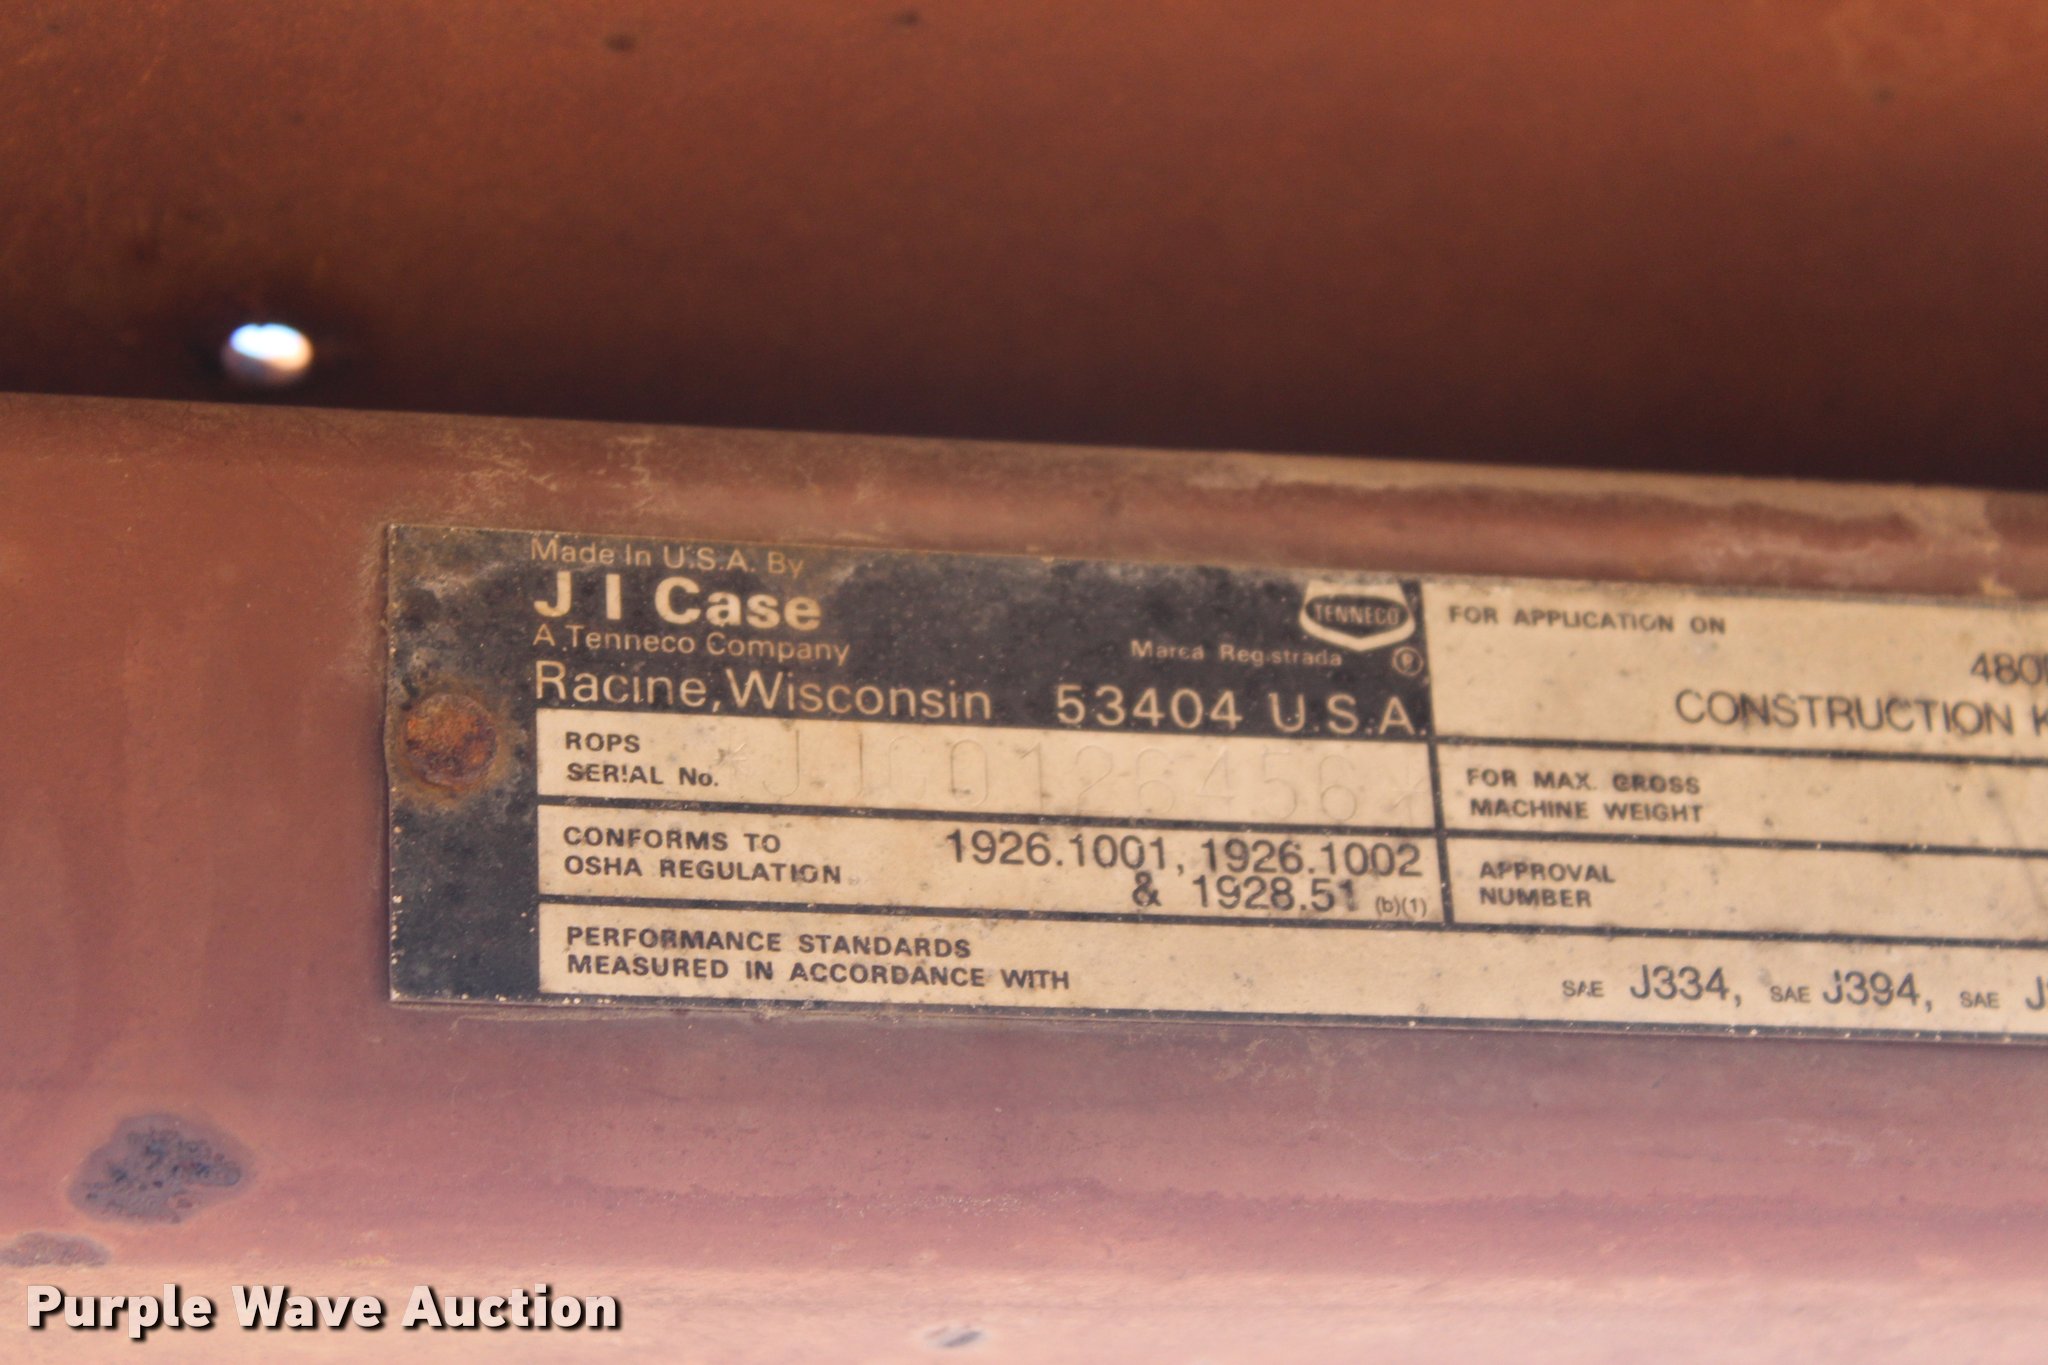 Made In U.S.A. By
J I Case
A Tenneco Company
Racine, Wisconsin 53404 U.S.A.
TENNECO
Marca Registrada ®
ROPS
SERIAL No.
CONFORMS TO
OSHA REGULATION
1926.1001, 1926.1002
& 1928.51 (b)(1)
PERFORMANCE STANDARDS
MEASURED IN ACCORDANCE WITH
SAE J334, SAE J394, SAE J
FOR APPLICATION ON
480
CONSTRUCTION K
FOR MAX. GROSS
MACHINE WEIGHT
APPROVAL
NUMBER
Purple Wave Auction